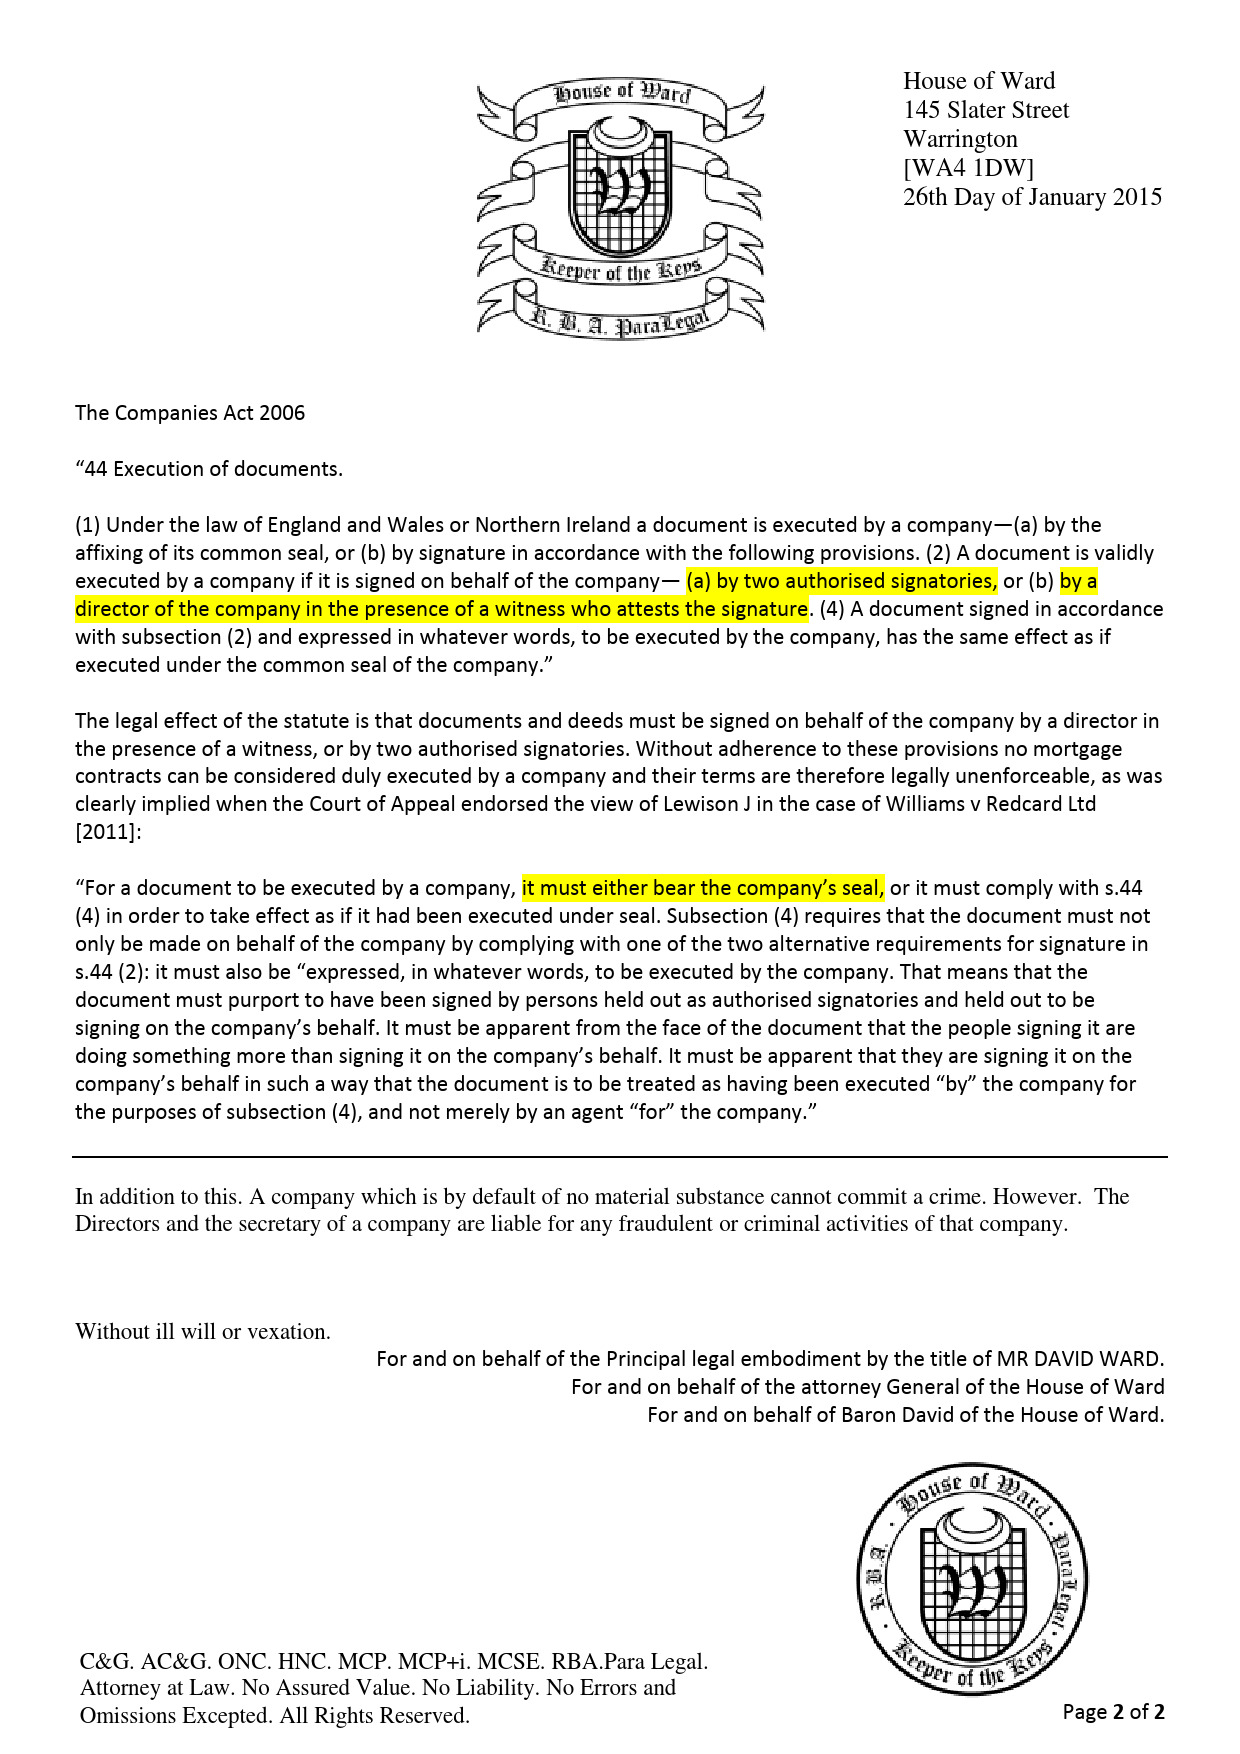 House of Ward
Keeper of the Keys
R. B. A. ParaLegal
House of Ward
145 Slater Street
Warrington
[WA4 1DW]
26th Day of January 2015
The Companies Act 2006
“44 Execution of documents.
(1) Under the law of England and Wales or Northern Ireland a document is executed by a company—(a) by the
affixing of its common seal, or (b) by signature in accordance with the following provisions. (2) A document is validly
executed by a company if it is signed on behalf of the company— (a) by two authorised signatories, or (b) by a
director of the company in the presence of a witness who attests the signature. (4) A document signed in accordance
with subsection (2) and expressed in whatever words, to be executed by the company, has the same effect as if
executed under the common seal of the company.”
The legal effect of the statute is that documents and deeds must be signed on behalf of the company by a director in
the presence of a witness, or by two authorised signatories. Without adherence to these provisions no mortgage
contracts can be considered duly executed by a company and their terms are therefore legally unenforceable, as was
clearly implied when the Court of Appeal endorsed the view of Lewison J in the case of Williams v Redcard Ltd
[2011]:
“For a document to be executed by a company, it must either bear the company’s seal, or it must comply with s.44
(4) in order to take effect as if it had been executed under seal. Subsection (4) requires that the document must not
only be made on behalf of the company by complying with one of the two alternative requirements for signature in
s.44 (2): it must also be “expressed, in whatever words, to be executed by the company. That means that the
document must purport to have been signed by persons held out as authorised signatories and held out to be
signing on the company’s behalf. It must be apparent from the face of the document that the people signing it are
doing something more than signing it on the company’s behalf. It must be apparent that they are signing it on the
company’s behalf in such a way that the document is to be treated as having been executed “by” the company for
the purposes of subsection (4), and not merely by an agent “for” the company.”
In addition to this. A company which is by default of no material substance cannot commit a crime. However.  The
Directors and the secretary of a company are liable for any fraudulent or criminal activities of that company.
Without ill will or vexation.
For and on behalf of the Principal legal embodiment by the title of MR DAVID WARD.
For and on behalf of the attorney General of the House of Ward
For and on behalf of Baron David of the House of Ward.
· House of Ward · ParaLegal · Keeper of the Keys · R.B.A.
W
C&G. AC&G. ONC. HNC. MCP. MCP+i. MCSE. RBA.Para Legal.
Attorney at Law. No Assured Value. No Liability. No Errors and
Omissions Excepted. All Rights Reserved.
Page 2 of 2